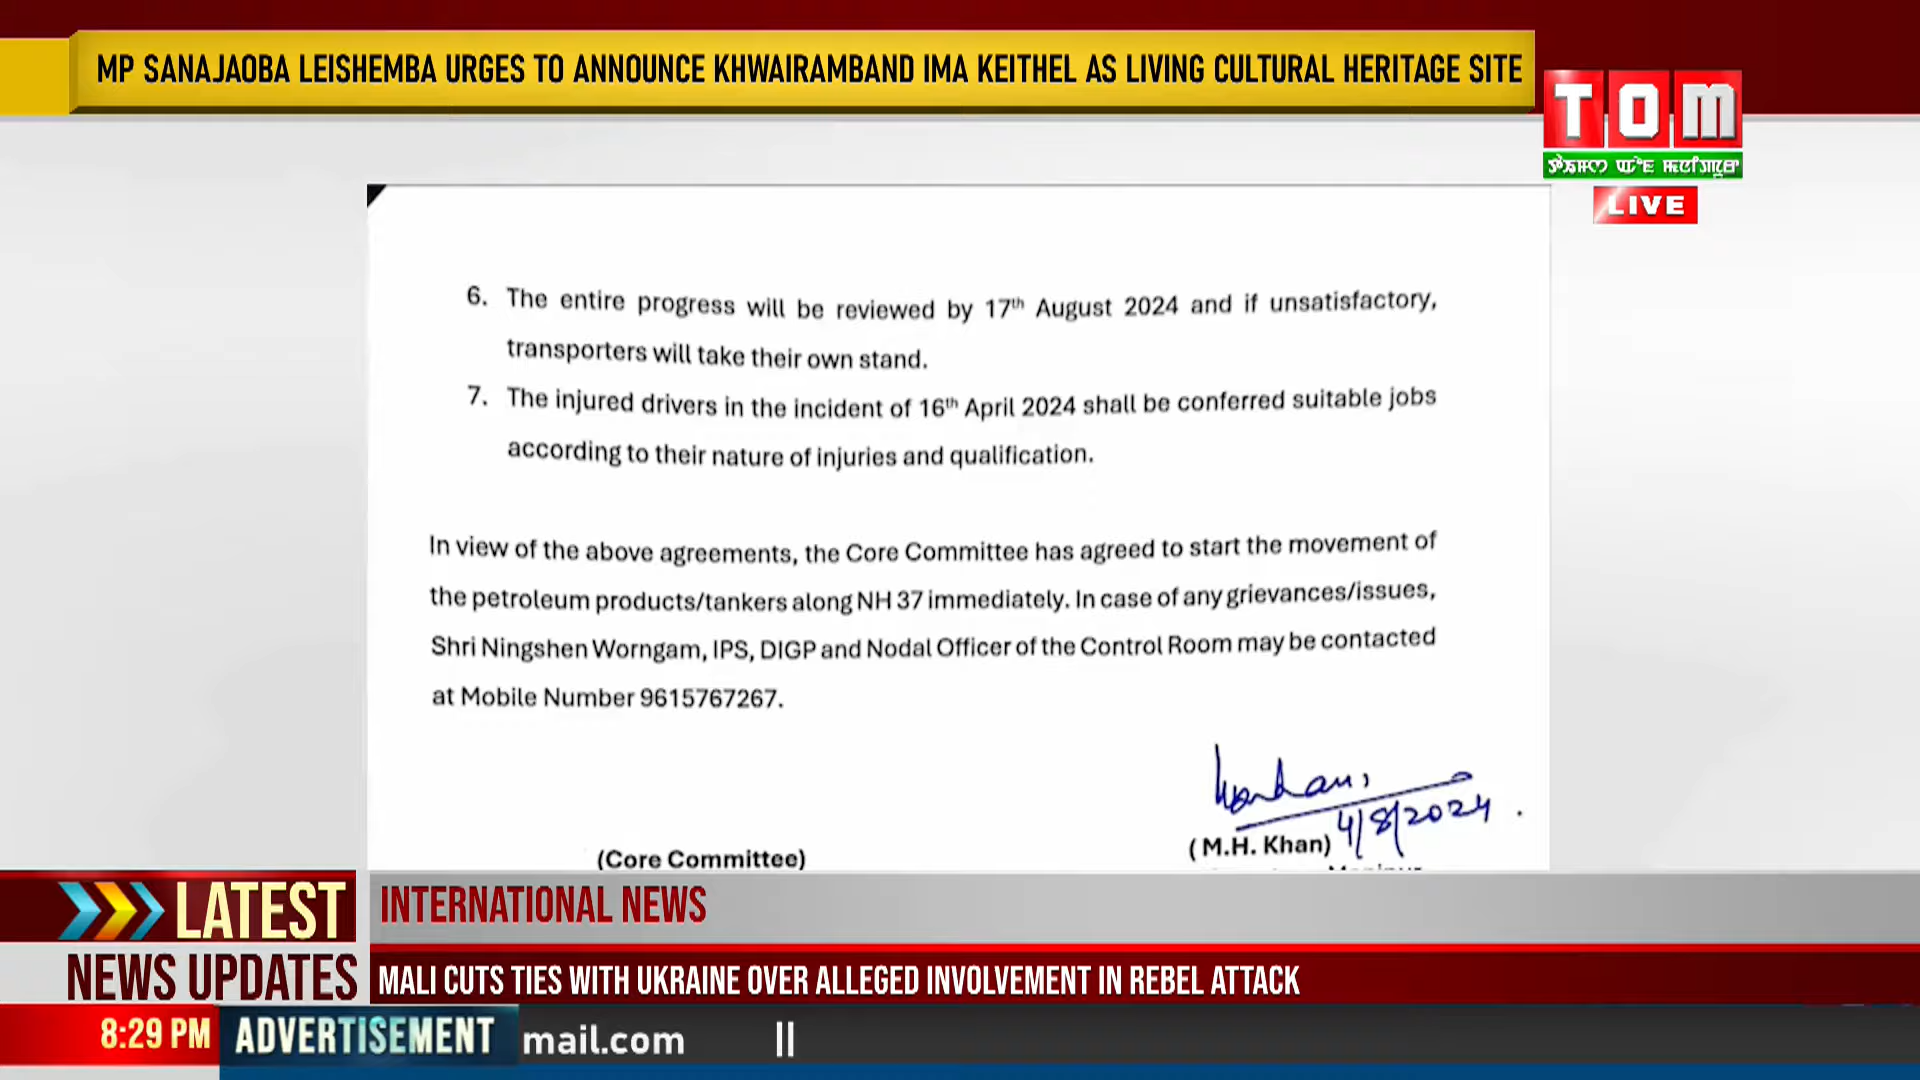 MP SANAJAOBA LEISHEMBA URGES TO ANNOUNCE KHWAIRAMBAND IMA KEITHEL AS LIVING CULTURAL HERITAGE SITE
TOM
LIVE
6. The entire progress will be reviewed by 17th August 2024 and if unsatisfactory,
transporters will take their own stand.
7. The injured drivers in the incident of 16th April 2024 shall be conferred suitable jobs
according to their nature of injuries and qualification.
In view of the above agreements, the Core Committee has agreed to start the movement of
the petroleum products/tankers along NH 37 immediately. In case of any grievances/issues,
Shri Ningshen Worngam, IPS, DIGP and Nodal Officer of the Control Room may be contacted
at Mobile Number 9615767267.
4/8/2024
(M.H. Khan)
(Core Committee)
LATEST
NEWS UPDATES
INTERNATIONAL NEWS
MALI CUTS TIES WITH UKRAINE OVER ALLEGED INVOLVEMENT IN REBEL ATTACK
8:29 PM
ADVERTISEMENT
mail.com ||